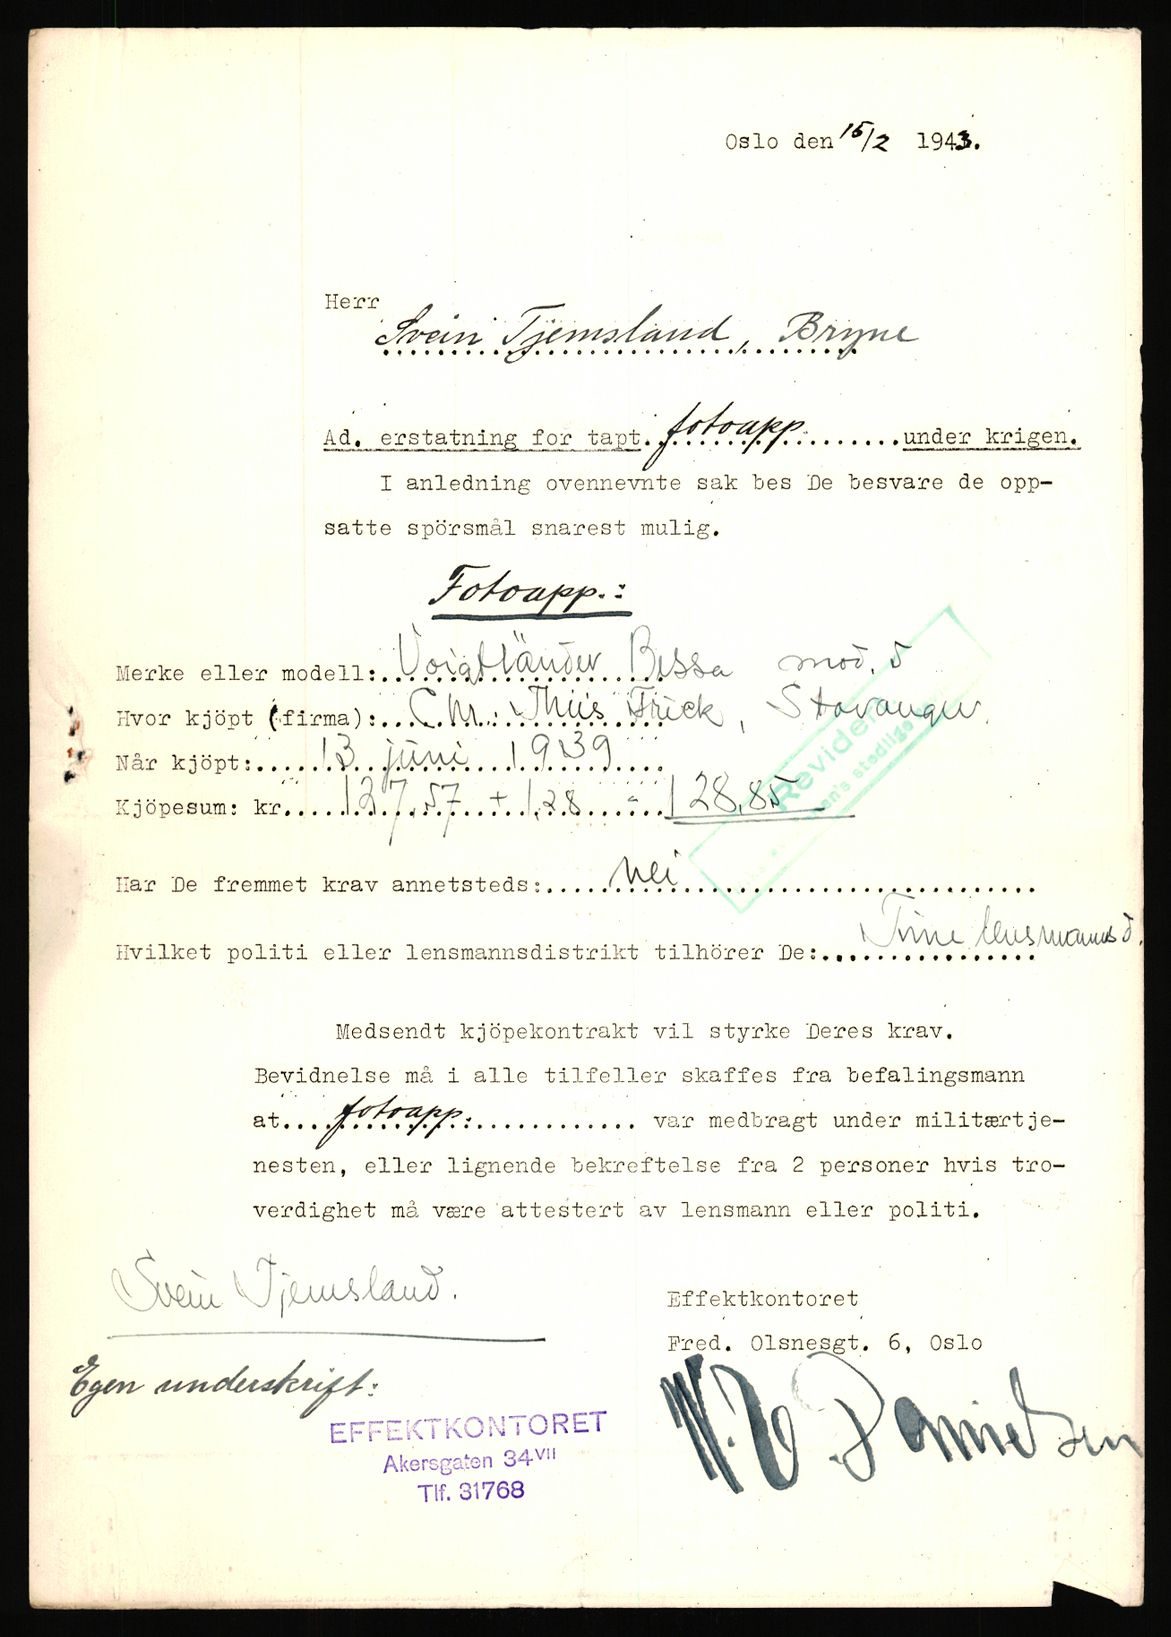 Oslo den 15/2 1943.
Herr
Svein Tjemsland, Bryne
Ad. erstatning for tapt fotoapp. under krigen.
I anledning ovennevnte sak bes De besvare de opp-
satte spörsmål snarest mulig.
Fotoapp.:
Merke eller modell: Voigtländer Bessa mod. d
Hvor kjöpt (firma): Chr. Thiis Frick, Stavanger
Når kjöpt: 13 juni 1939
Kjöpesum: kr. 127,57 + 1,28 = 128,85
Revidert
Har De fremmet krav annetsteds: nei
Hvilket politi eller lensmannsdistrikt tilhörer De: Time lensmannsd.
Medsendt kjöpekontrakt vil styrke Deres krav.
Bevidnelse må i alle tilfeller skaffes fra befalingsmann
at fotoapp. var medbragt under militærtje-
nesten, eller lignende bekreftelse fra 2 personer hvis tro-
verdighet må være attestert av lensmann eller politi.
Svein Tjemsland.
Effektkontoret
Fred. Olsnesgt. 6, Oslo
Egen underskrift:
Danielsen
EFFEKTKONTORET
Akersgaten 34VII
Tlf. 31768